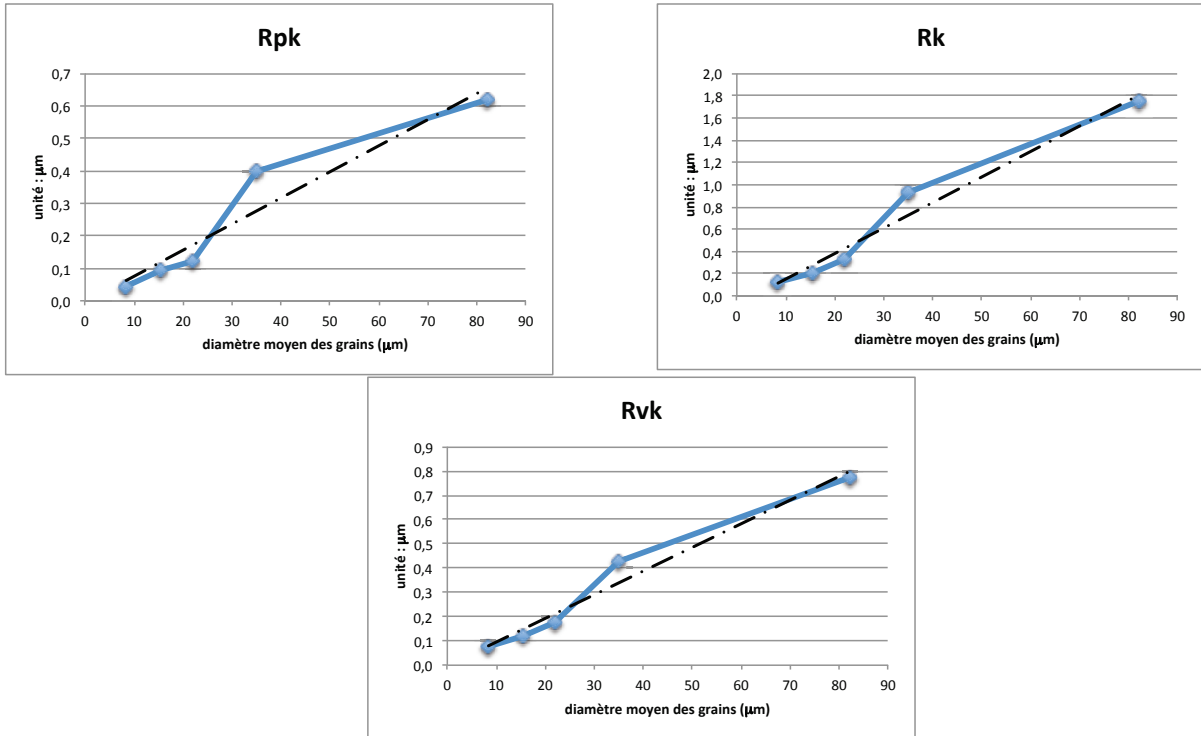 Rpk
unité : µm
0,7
0,6
0,5
0,4
0,3
0,2
0,1
0,0
0 10 20 30 40 50 60 70 80 90
diamètre moyen des grains (µm)
Rk
unité : µm
2,0
1,8
1,6
1,4
1,2
1,0
0,8
0,6
0,4
0,2
0,0
0 10 20 30 40 50 60 70 80 90
diamètre moyen des grains (µm)
Rvk
unité : µm
0,9
0,8
0,7
0,6
0,5
0,4
0,3
0,2
0,1
0,0
0 10 20 30 40 50 60 70 80 90
diamètre moyen des grains (µm)